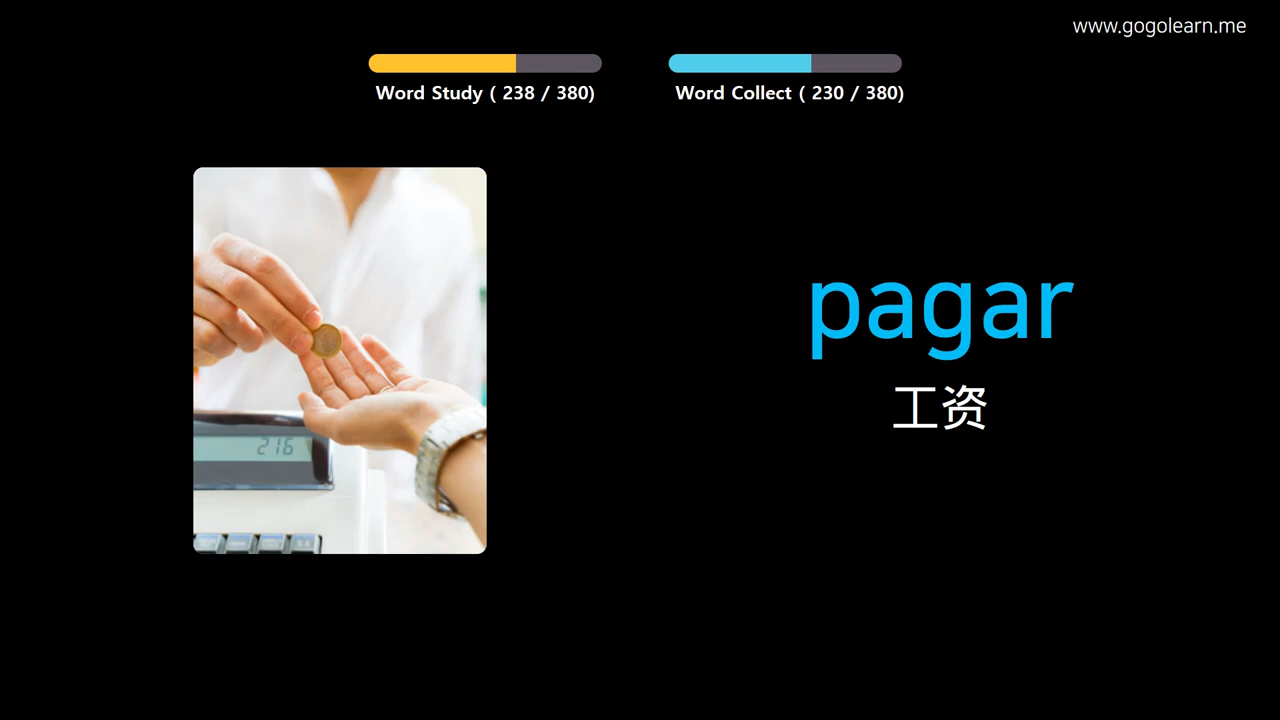 www.gogolearn.me
Word Study ( 238 / 380)
Word Collect ( 230 / 380)
pagar
工资
216